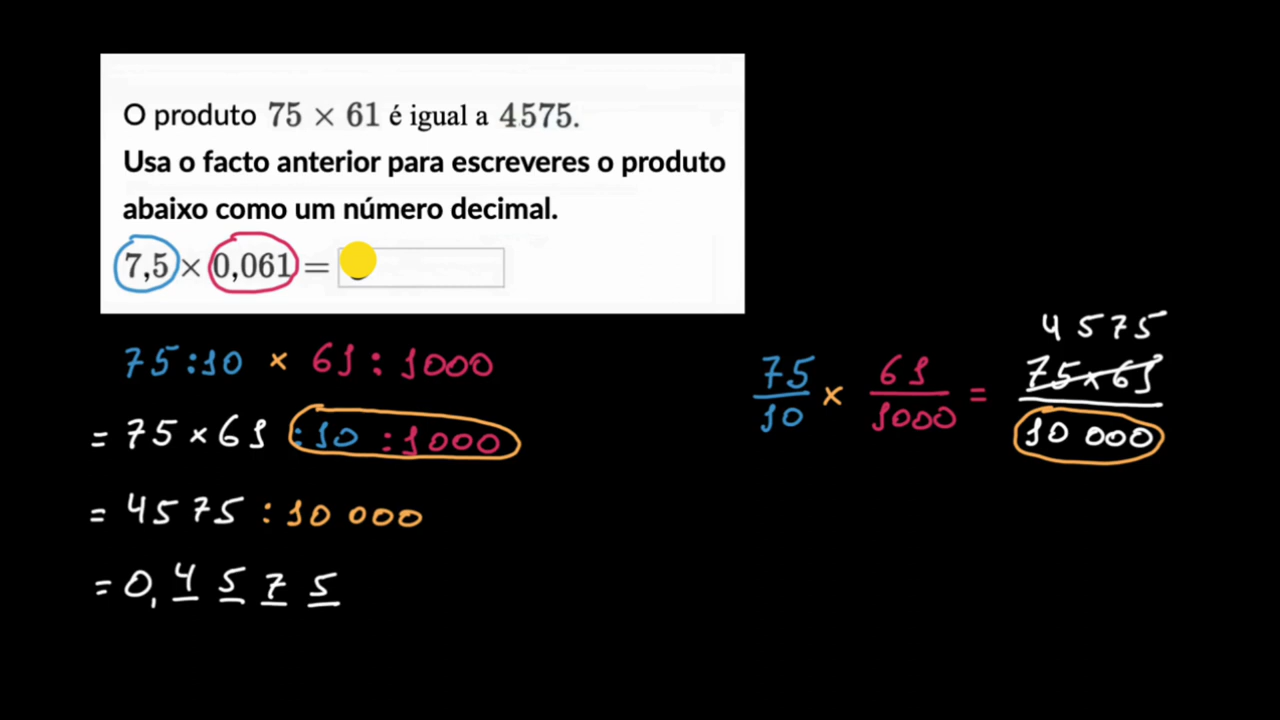 O produto 75 × 61 é igual a 4575.
Usa o facto anterior para escreveres o produto
abaixo como um número decimal.
7,5 × 0,061 =
75 : 10 × 61 : 1000
= 75 × 61 : 10 : 1000
= 4575 : 10 000
= 0,4575
4575
75/10 × 61/1000 = 75×61/10 000